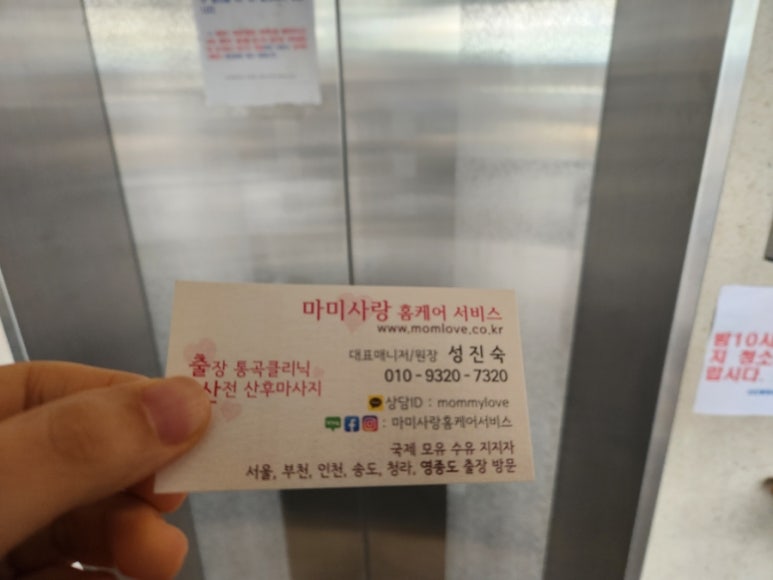 마미사랑 홈케어 서비스
www.momlove.co.kr
대표매니저/원장 성진숙
010-9320-7320
출장 통곡클리닉
산전 산후마사지
상담ID : mommylove
: 마미사랑홈케어서비스
국제 모유 수유 지지자
서울, 부천, 인천, 송도, 청라, 영종도 출장 방문
밤10시
지 청소
랍니다.